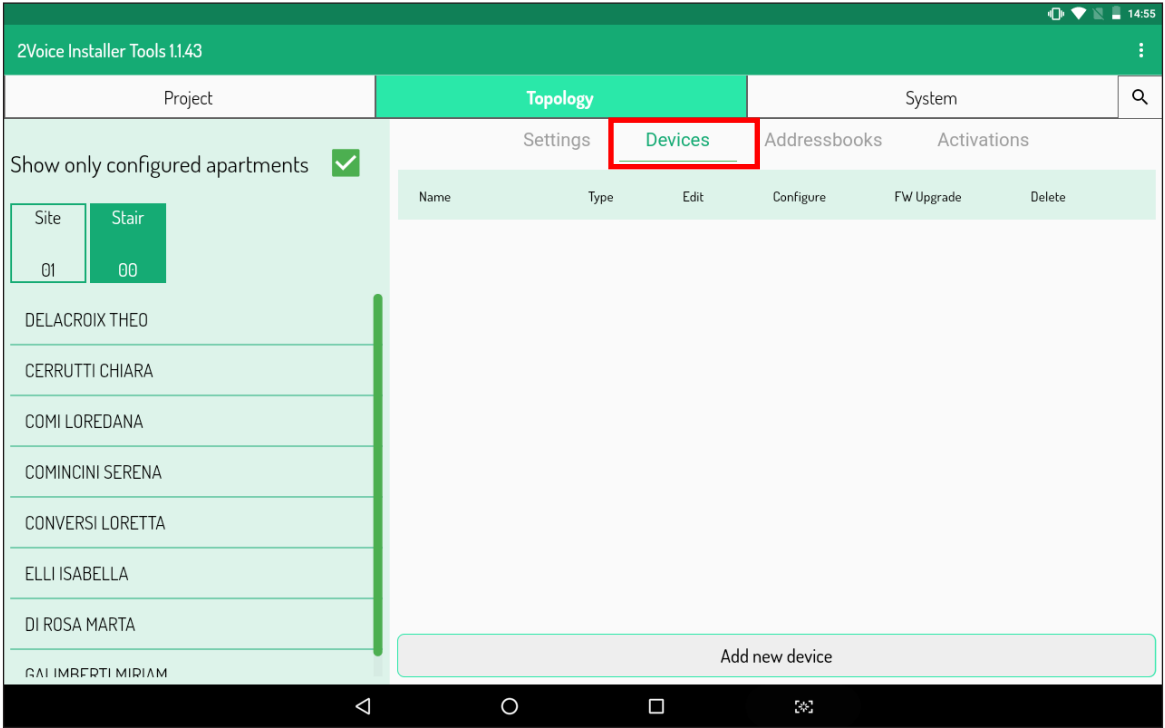 14:55
2Voice Installer Tools 1.1.43
Project
Topology
System
Settings
Devices
Addressbooks
Activations
Show only configured apartments
Name
Type
Edit
Configure
FW Upgrade
Delete
Site
Stair
01
00
DELACROIX THEO
CERRUTTI CHIARA
COMI LOREDANA
COMINCINI SERENA
CONVERSI LORETTA
ELLI ISABELLA
DI ROSA MARTA
GALIMBERTI MIRIAM
Add new device